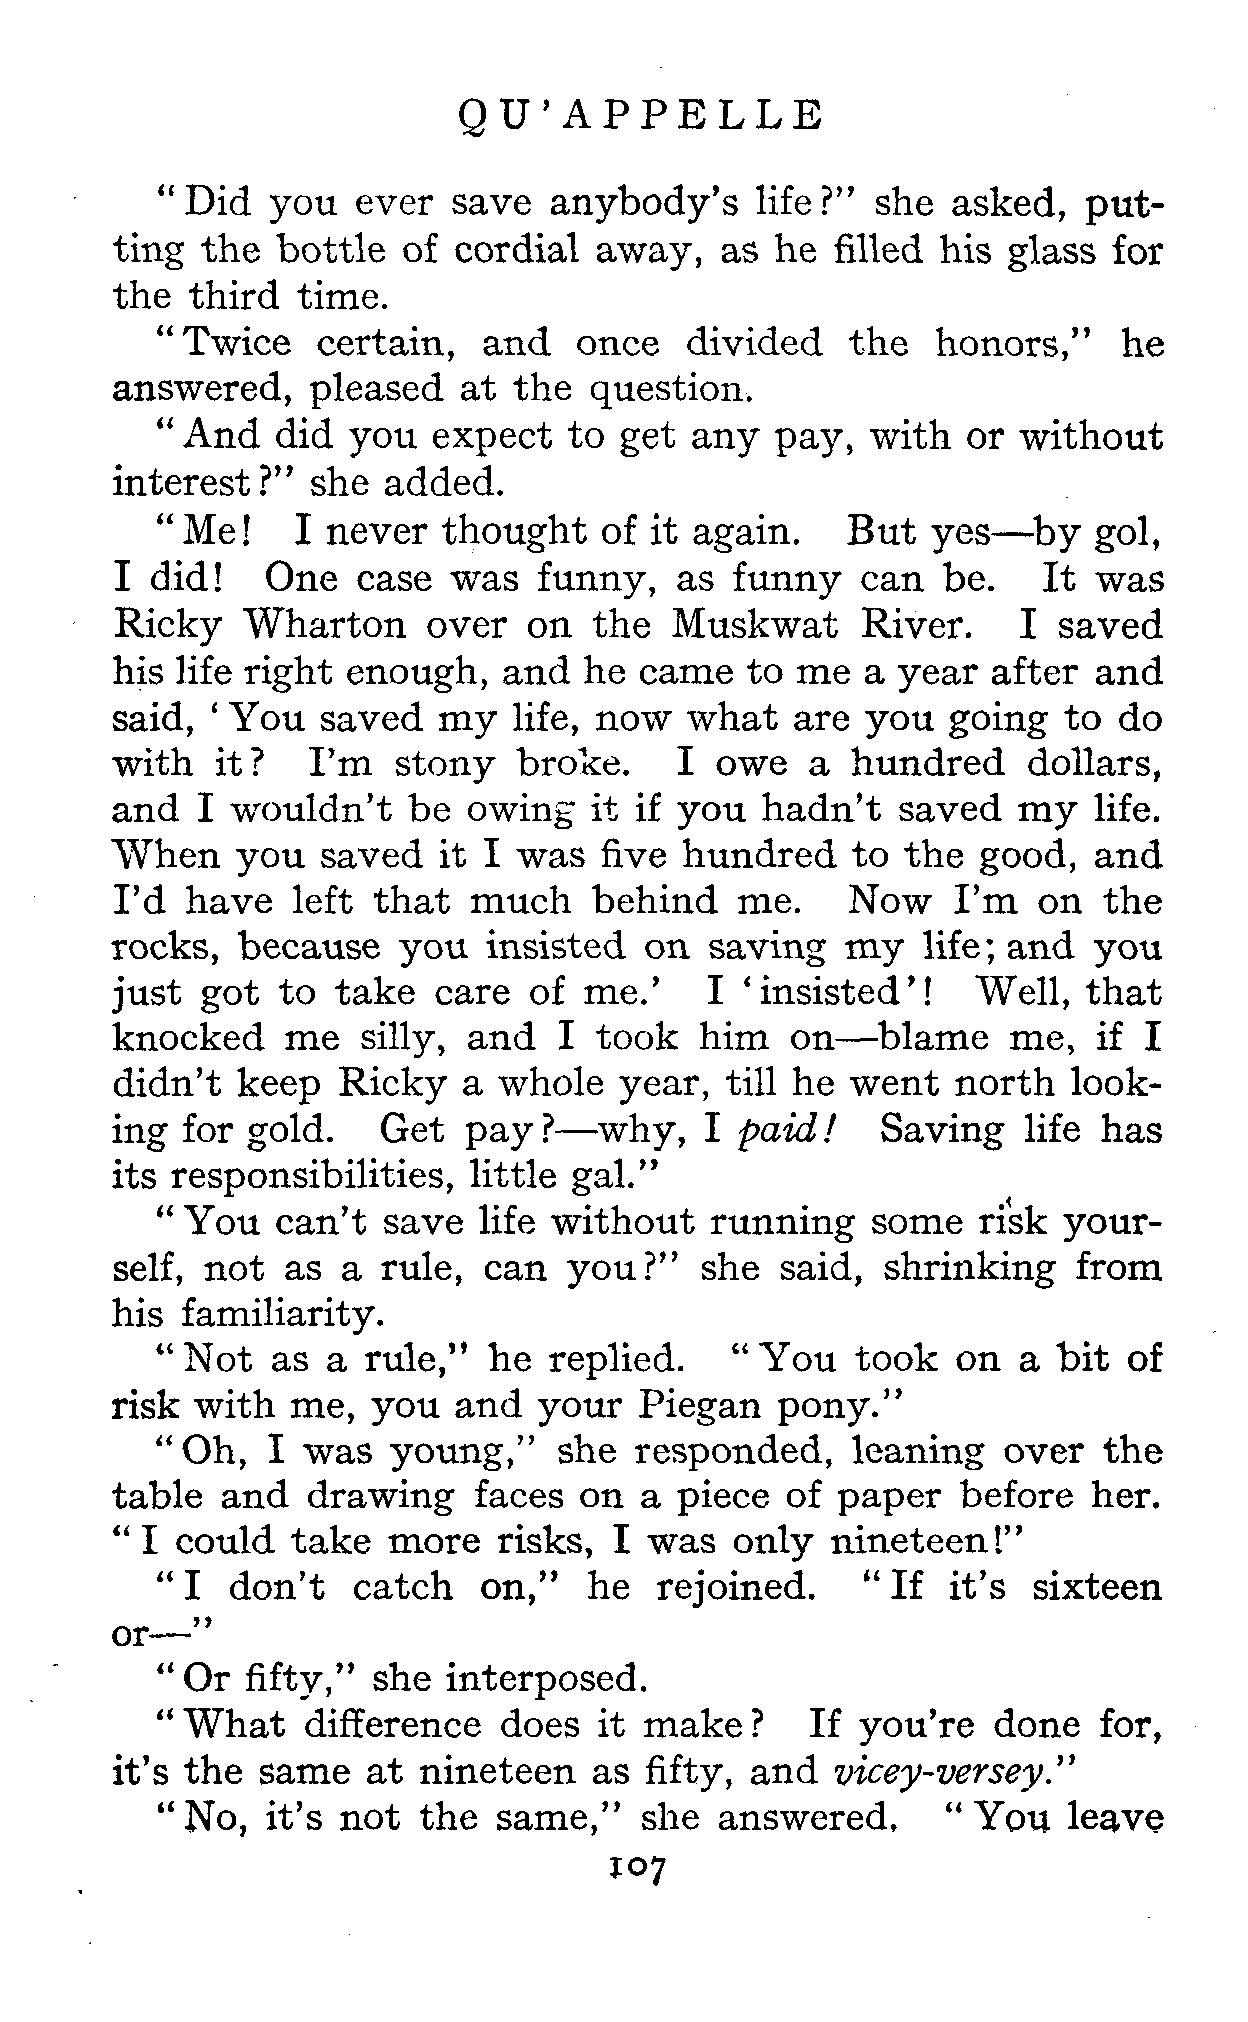 QU'APPELLE
"Did you ever save anybody's life?" she asked, put-
ting the bottle of cordial away, as he filled his glass for
the third time.
"Twice certain, and once divided the honors," he
answered, pleased at the question.
"And did you expect to get any pay, with or without
interest?" she added.
"Me! I never thought of it again. But yes—by gol,
I did! One case was funny, as funny can be. It was
Ricky Wharton over on the Muskwat River. I saved
his life right enough, and he came to me a year after and
said, 'You saved my life, now what are you going to do
with it? I'm stony broke. I owe a hundred dollars,
and I wouldn't be owing it if you hadn't saved my life.
When you saved it I was five hundred to the good, and
I'd have left that much behind me. Now I'm on the
rocks, because you insisted on saving my life; and you
just got to take care of me.' I 'insisted'! Well, that
knocked me silly, and I took him on—blame me, if I
didn't keep Ricky a whole year, till he went north look-
ing for gold. Get pay?—why, I paid! Saving life has
its responsibilities, little gal."
"You can't save life without running some risk your-
self, not as a rule, can you?" she said, shrinking from
his familiarity.
"Not as a rule," he replied. "You took on a bit of
risk with me, you and your Piegan pony."
"Oh, I was young," she responded, leaning over the
table and drawing faces on a piece of paper before her.
"I could take more risks, I was only nineteen!"
"I don't catch on," he rejoined. "If it's sixteen
or—"
"Or fifty," she interposed.
"What difference does it make? If you're done for,
it's the same at nineteen as fifty, and vicey-versey."
"No, it's not the same," she answered. "You leave
107